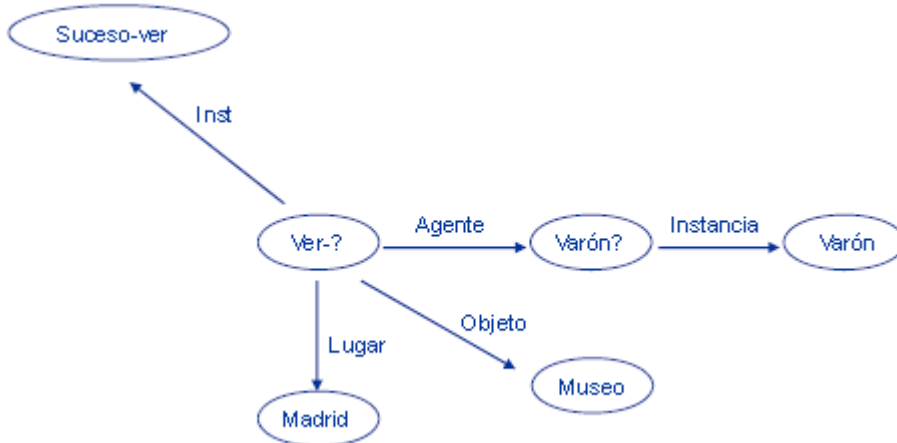 Suceso-ver
Inst
Ver-?
Agente
Varón?
Instancia
Varón
Objeto
Lugar
Museo
Madrid